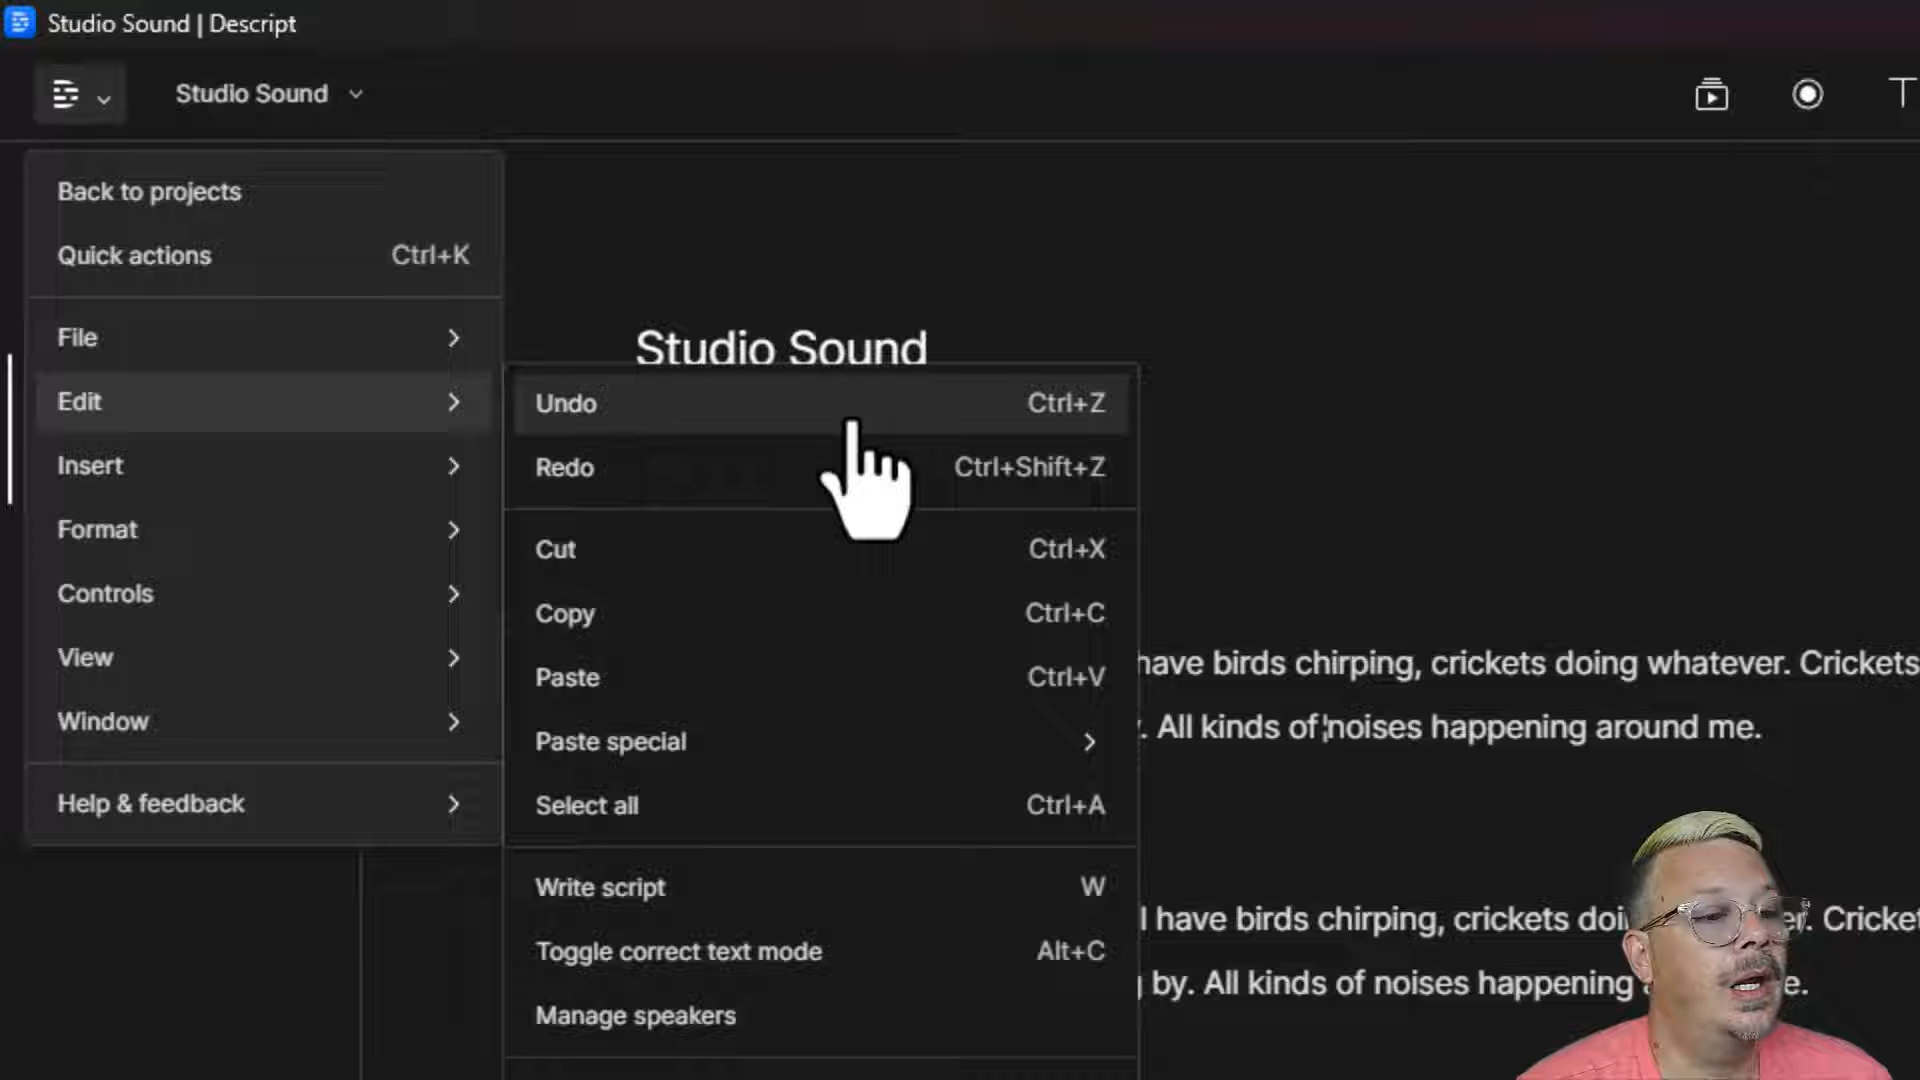 Studio Sound | Descript
Studio Sound
T
Back to projects
Quick actions Ctrl+K
File
Edit
Insert
Format
Controls
View
Window
Help & feedback
Studio Sound
Undo Ctrl+Z
Redo Ctrl+Shift+Z
Cut Ctrl+X
Copy Ctrl+C
Paste Ctrl+V
Paste special
Select all Ctrl+A
Write script W
Toggle correct text mode Alt+C
Manage speakers
have birds chirping, crickets doing whatever. Crickets
. All kinds of noises happening around me.
I have birds chirping, crickets Cricket
by. All kinds of noises happening